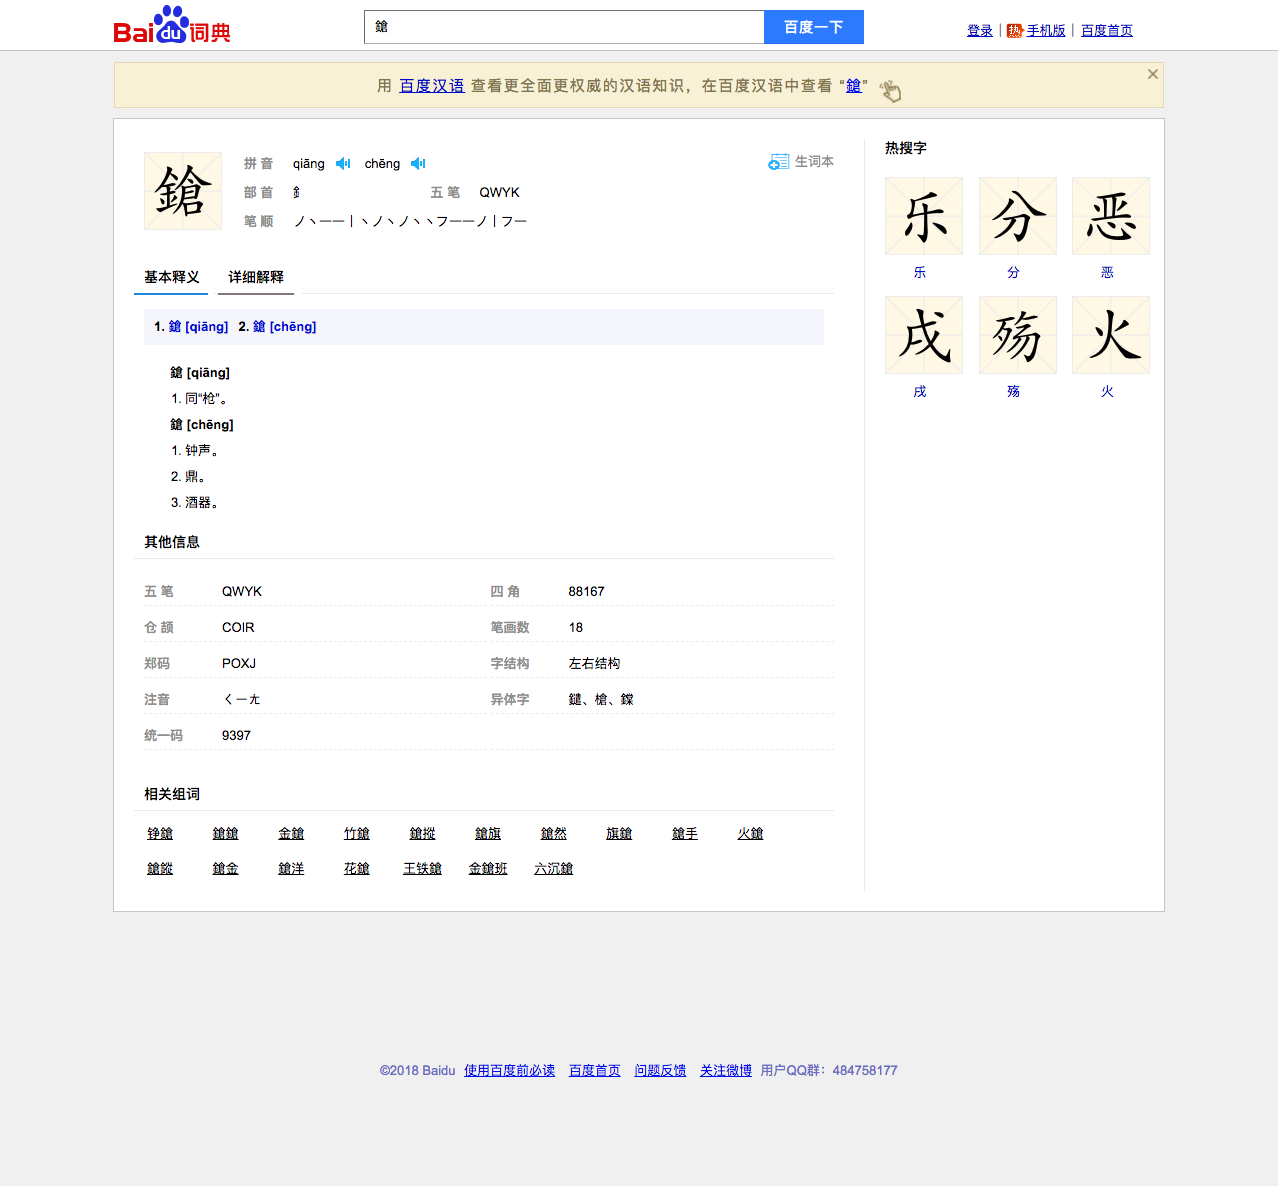 Bai du 词典
鎗
百度一下
登录 | 热 手机版 | 百度首页
用 百度汉语 查看更全面更权威的汉语知识，在百度汉语中查看 “鎗”
鎗
拼 音 qiāng chēng
生词本
部 首 釒 五 笔 QWYK
笔 顺 ノ丶一一丨丶ノ丶ノ丶丶フ一一ノ丨フ一
基本释义 详细解释
1. 鎗 [qiāng] 2. 鎗 [chēng]
鎗 [qiāng]
1. 同“枪”。
鎗 [chēng]
1. 钟声。
2. 鼎。
3. 酒器。
其他信息
五 笔 QWYK 四 角 88167
仓 颉 COIR 笔画数 18
郑码 POXJ 字结构 左右结构
注音 ㄑㄧㄤ 异体字 鎗、槍、鏿
统一码 9397
相关组词
铮鎗 鎗鎗 金鎗 竹鎗 鎗摐 鎗旗 鎗然 旗鎗 鎗手 火鎗
鎗鏦 鎗金 鎗洋 花鎗 王铁鎗 金鎗班 六沉鎗
热搜字
乐 分 恶
乐 分 恶
戌 殇 火
戌 殇 火
©2018 Baidu 使用百度前必读 百度首页 问题反馈 关注微博 用户QQ群：484758177